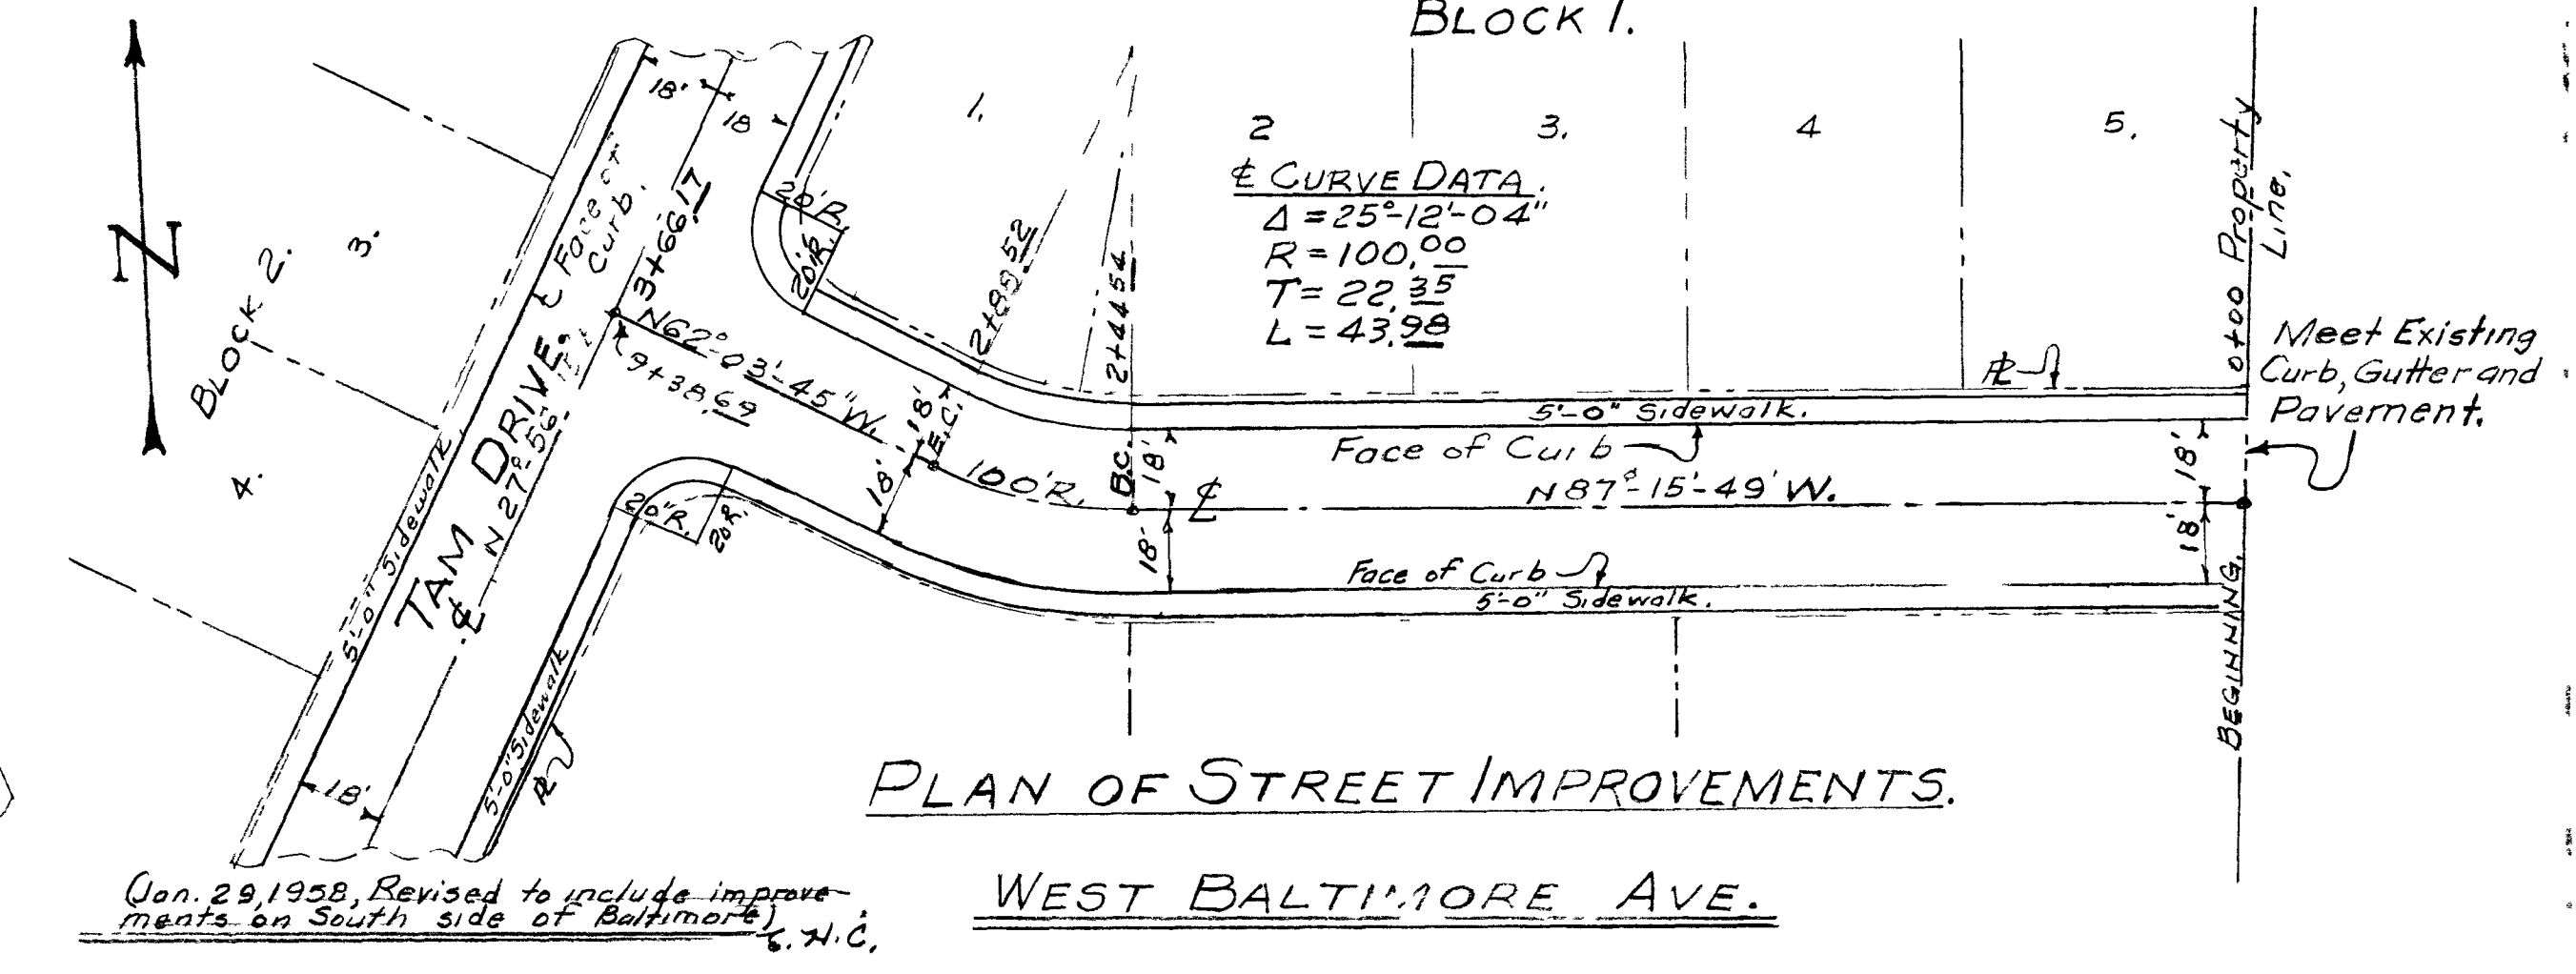 BLOCK 1.
1.
2
3.
4
5.
℄ CURVE DATA.
Δ = 25°-12'-04"
R = 100.00
T = 22.35
L = 43.98
18'
18
Face of
Curb.
3+66.17
20'R.
20'R.
2+88.52
2+44.54
0+00 Property
Line.
N
BLOCK 2.
3.
4.
TAM DRIVE.
N 27°-56'
℄
9+38.69
N62°-03'-45"W.
18'
18'
E.C.
100'R.
B.C.
18'
18'
℄
N 87°-15'-49' W.
5'-0" Sidewalk.
Face of Curb
℄
Meet Existing
Curb, Gutter and
Pavement.
18'
18'
Face of Curb
5'-0" Sidewalk.
BEGINNING.
5'-0" Sidewalk.
20"R.
20'R.
5'-0" Sidewalk
18'
PLAN OF STREET IMPROVEMENTS.
WEST BALTIMORE AVE.
(Jan. 29, 1958, Revised to include improve-
ments on South side of Baltimore)
E.H.C.